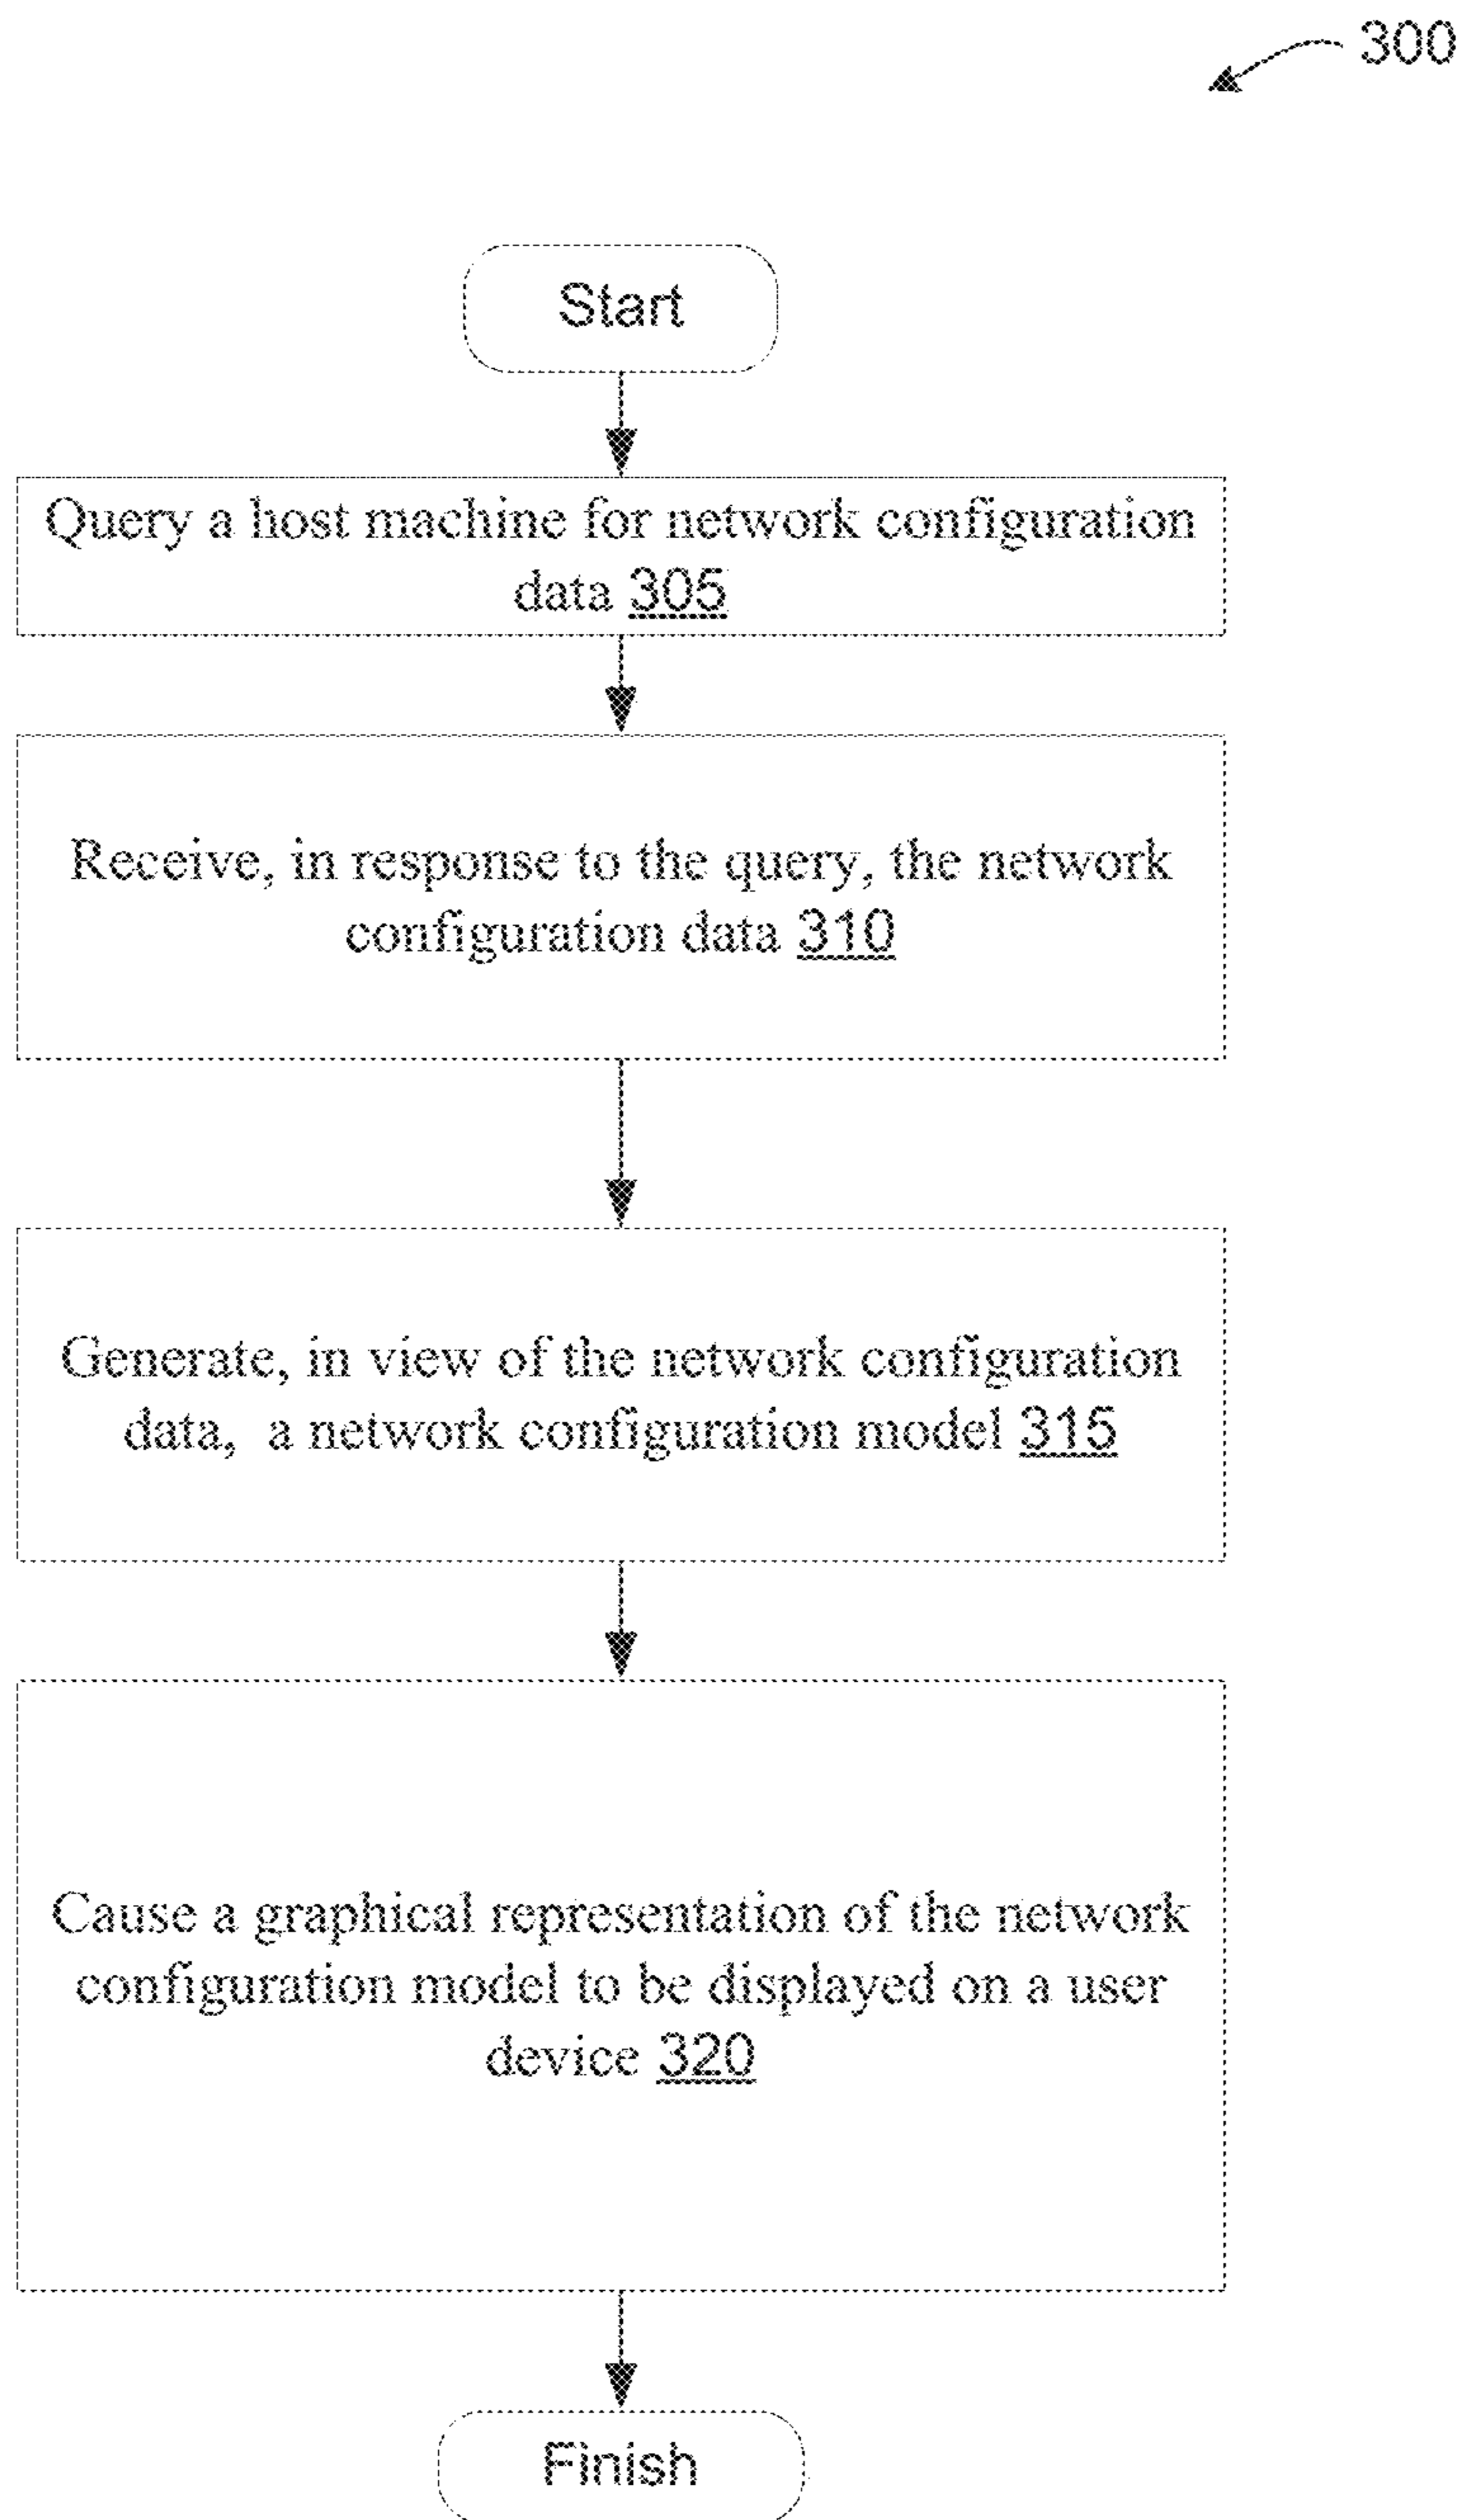 300
Start
Query a host machine for network configuration
data 305
Receive, in response to the query, the network
configuration data 310
Generate, in view of the network configuration
data, a network configuration model 315
Cause a graphical representation of the network
configuration model to be displayed on a user
device 320
Finish